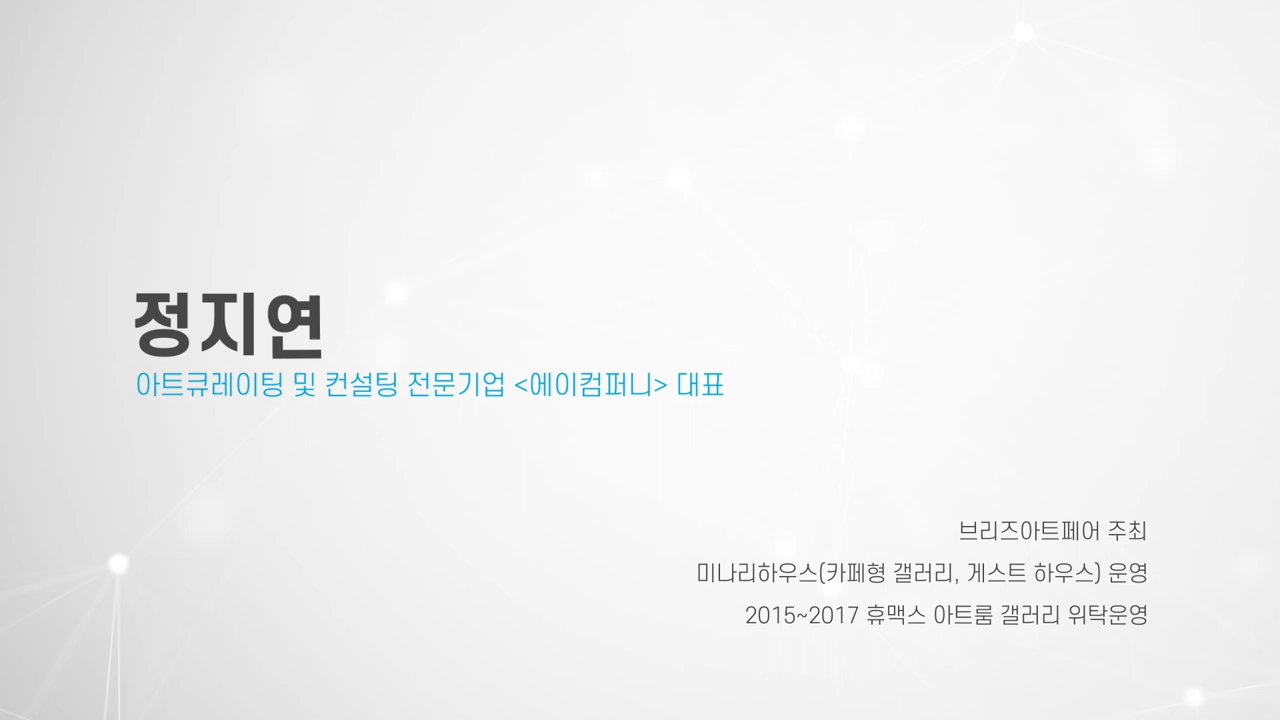 정지연
아트큐레이팅 및 컨설팅 전문기업 <에이컴퍼니> 대표
브리즈아트페어 주최
미나리하우스(카페형 갤러리, 게스트 하우스) 운영
2015~2017 휴맥스 아트룸 갤러리 위탁운영